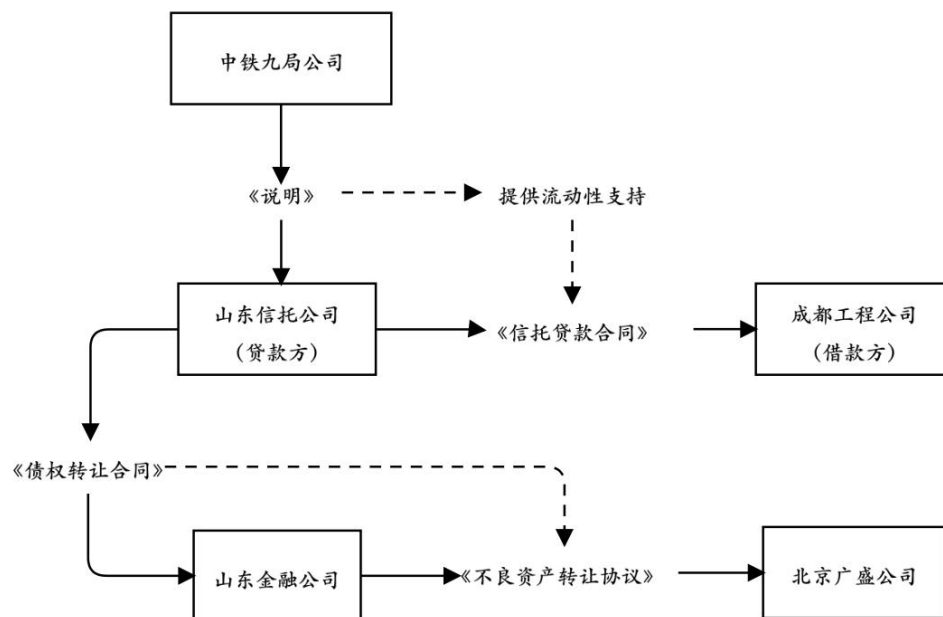 中铁九局公司
《说明》
提供流动性支持
山东信托公司
(贷款方)
《信托贷款合同》
成都工程公司
(借款方)
《债权转让合同》
山东金融公司
《不良资产转让协议》
北京广盛公司